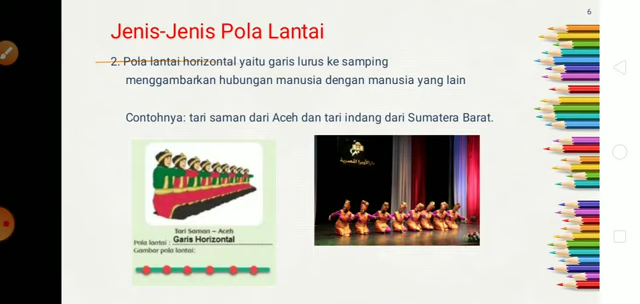 6
Jenis-Jenis Pola Lantai
2. Pola lantai horizontal yaitu garis lurus ke samping
menggambarkan hubungan manusia dengan manusia yang lain
Contohnya: tari saman dari Aceh dan tari indang dari Sumatera Barat.
Tari Saman – Aceh
Pola lantai : Garis Horizontal
Gambar pola lantai: